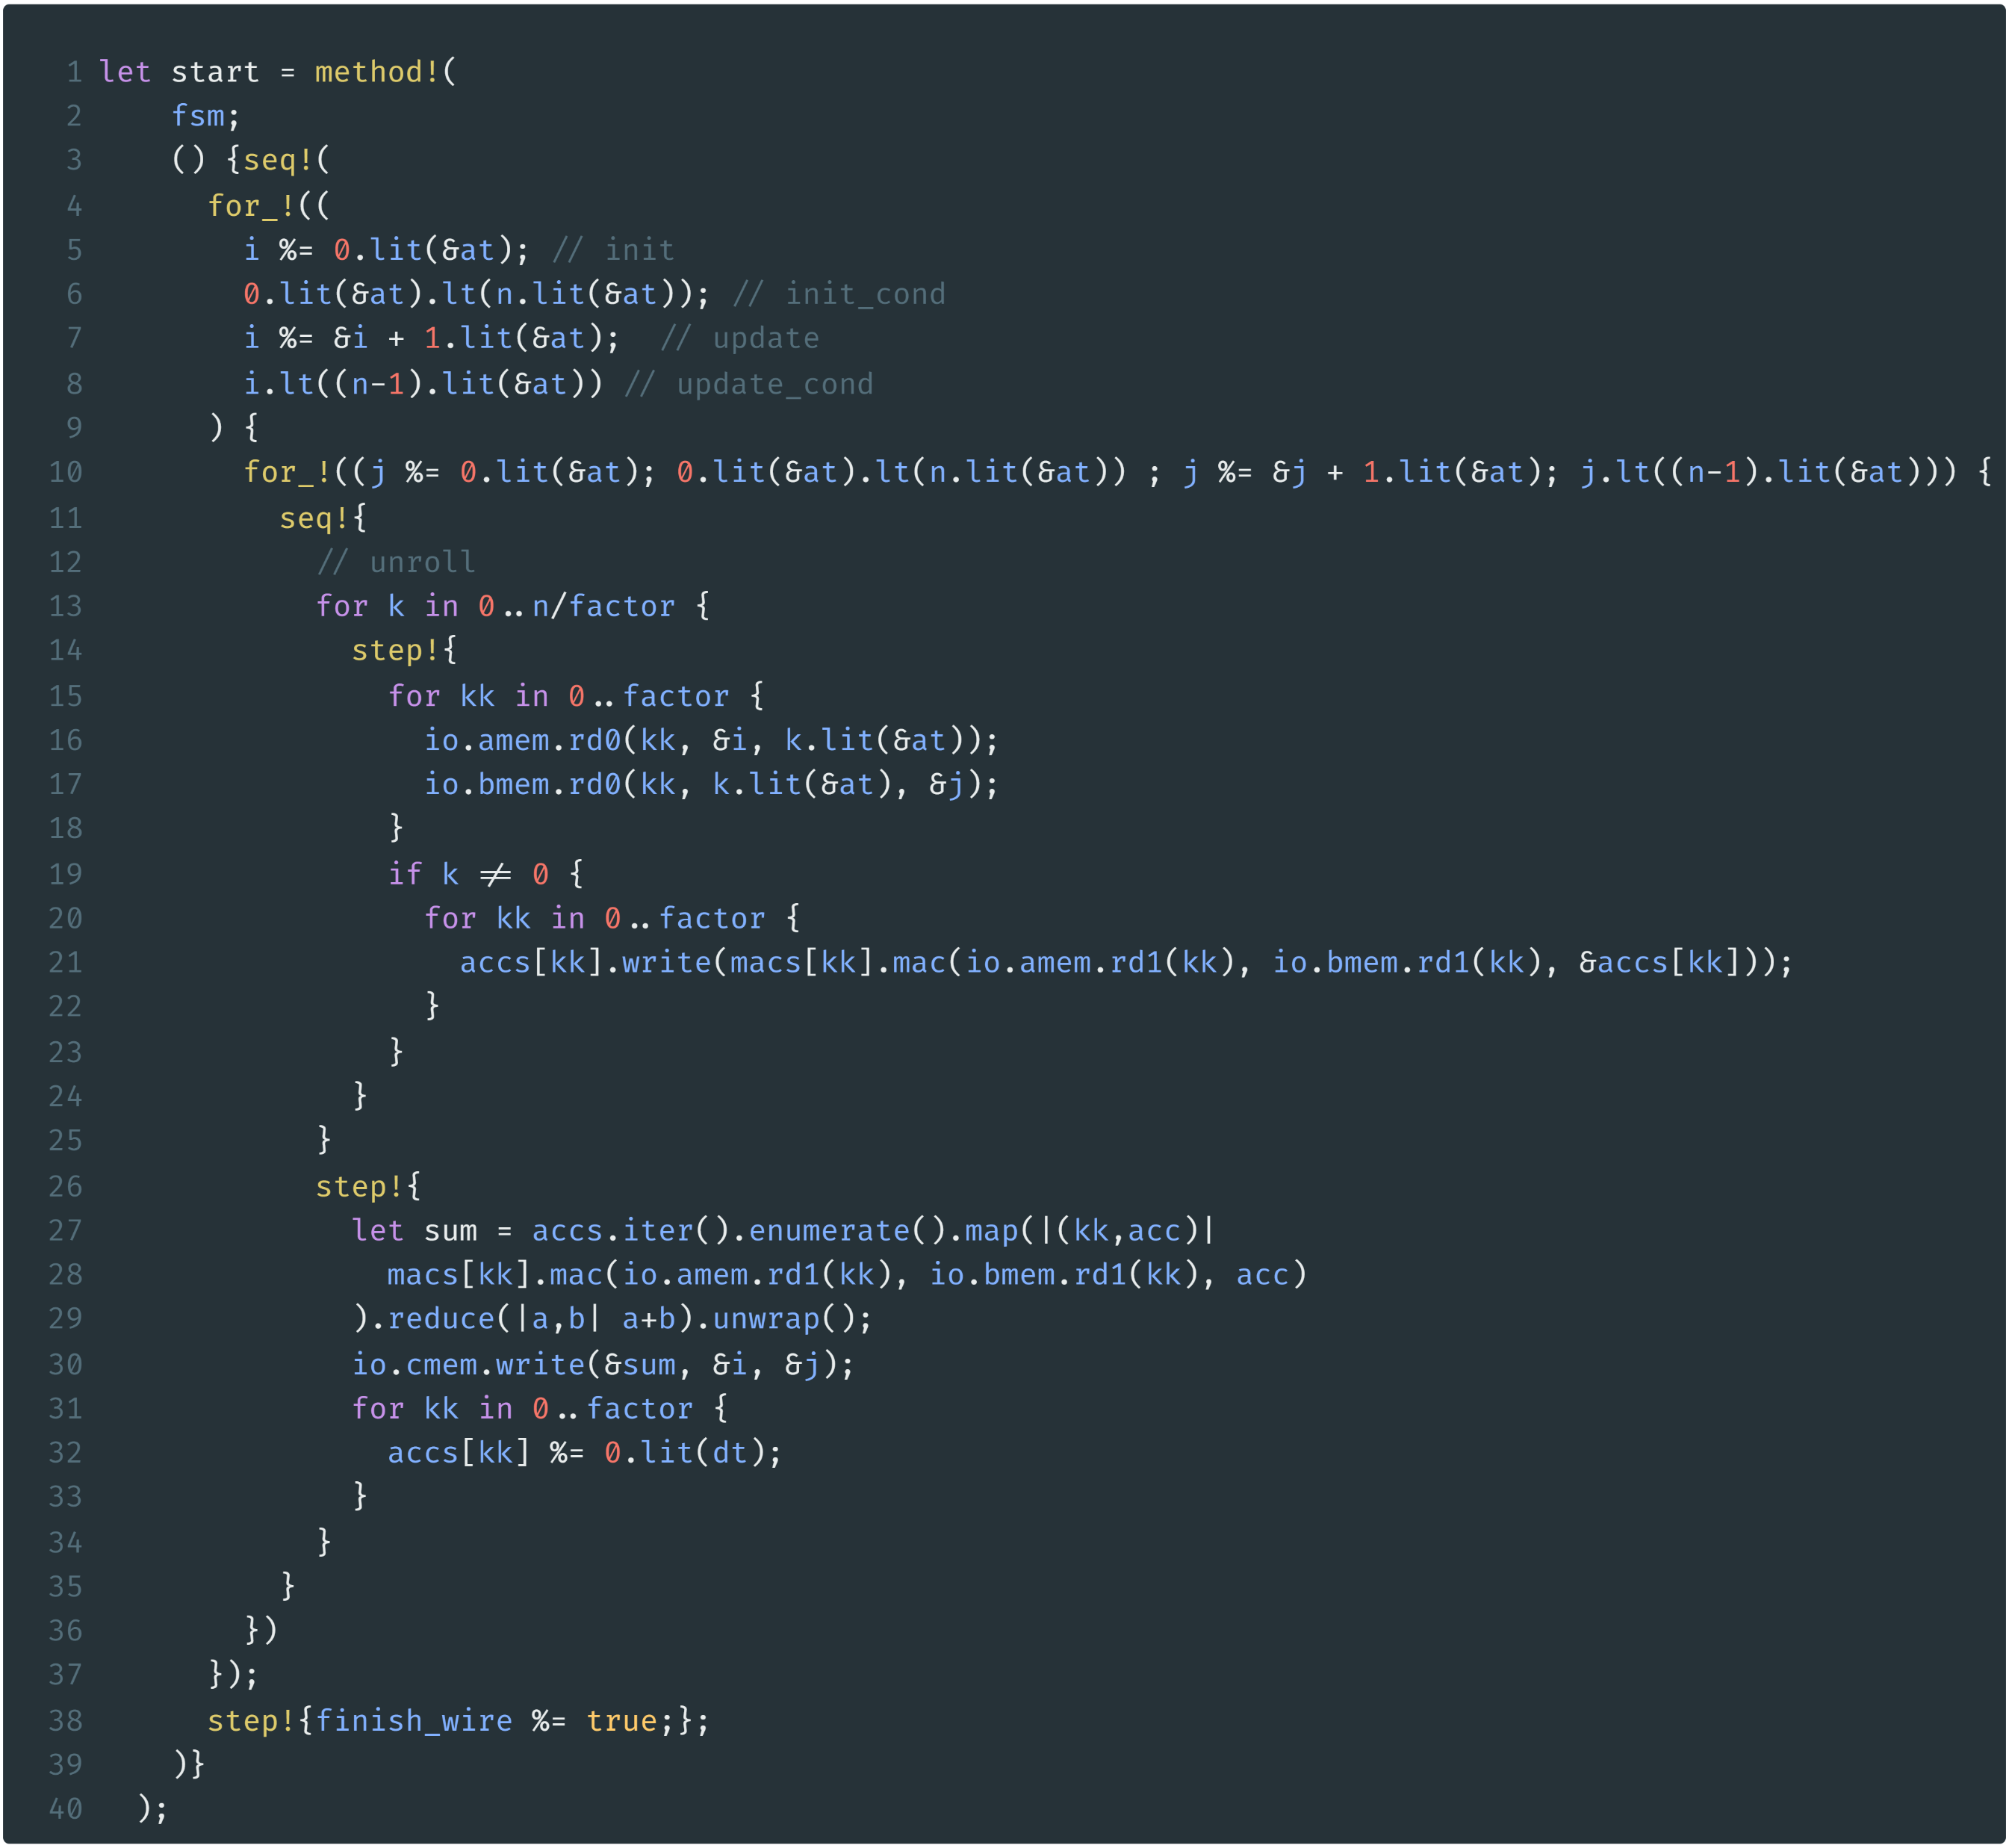 1 let start = method!(
2     fsm;
3     () {seq!(
4       for_!((
5         i %= 0.lit(&at); // init
6         0.lit(&at).lt(n.lit(&at)); // init_cond
7         i %= &i + 1.lit(&at);  // update
8         i.lt((n-1).lit(&at)) // update_cond
9       ) {
10         for_!((j %= 0.lit(&at); 0.lit(&at).lt(n.lit(&at)) ; j %= &j + 1.lit(&at); j.lt((n-1).lit(&at))) {
11           seq!{
12             // unroll
13             for k in 0..n/factor {
14               step!{
15                 for kk in 0..factor {
16                   io.amem.rd0(kk, &i, k.lit(&at));
17                   io.bmem.rd0(kk, k.lit(&at), &j);
18                 }
19                 if k != 0 {
20                   for kk in 0..factor {
21                     accs[kk].write(macs[kk].mac(io.amem.rd1(kk), io.bmem.rd1(kk), &accs[kk]));
22                   }
23                 }
24               }
25             }
26             step!{
27               let sum = accs.iter().enumerate().map(|(kk,acc)|
28                 macs[kk].mac(io.amem.rd1(kk), io.bmem.rd1(kk), acc)
29               ).reduce(|a,b| a+b).unwrap();
30               io.cmem.write(&sum, &i, &j);
31               for kk in 0..factor {
32                 accs[kk] %= 0.lit(dt);
33               }
34             }
35           }
36         })
37       });
38       step!{finish_wire %= true;};
39     )}
40   );